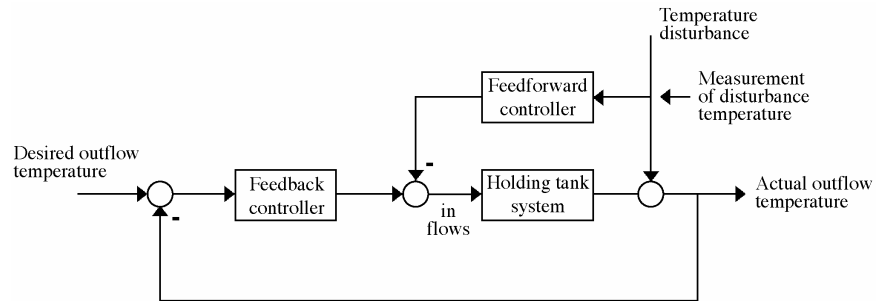 Temperature
disturbance
Feedforward
controller
Measurement
of disturbance
temperature
-
Desired outflow
temperature
Feedback
controller
in
flows
Holding tank
system
Actual outflow
temperature
-